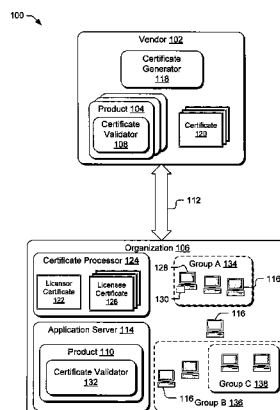 100
Vendor 102
Certificate
Generator
118
Product 104
Certificate
Validator
108
Certificate
120
112
Organization 106
Certificate Processor
124
Licensor
Certificate
122
Licensee
Certificate
126
Group A 134
128
130
116
Application Server
114
Product 110
Certificate Validator
132
116
116
Group C 138
Group B 136